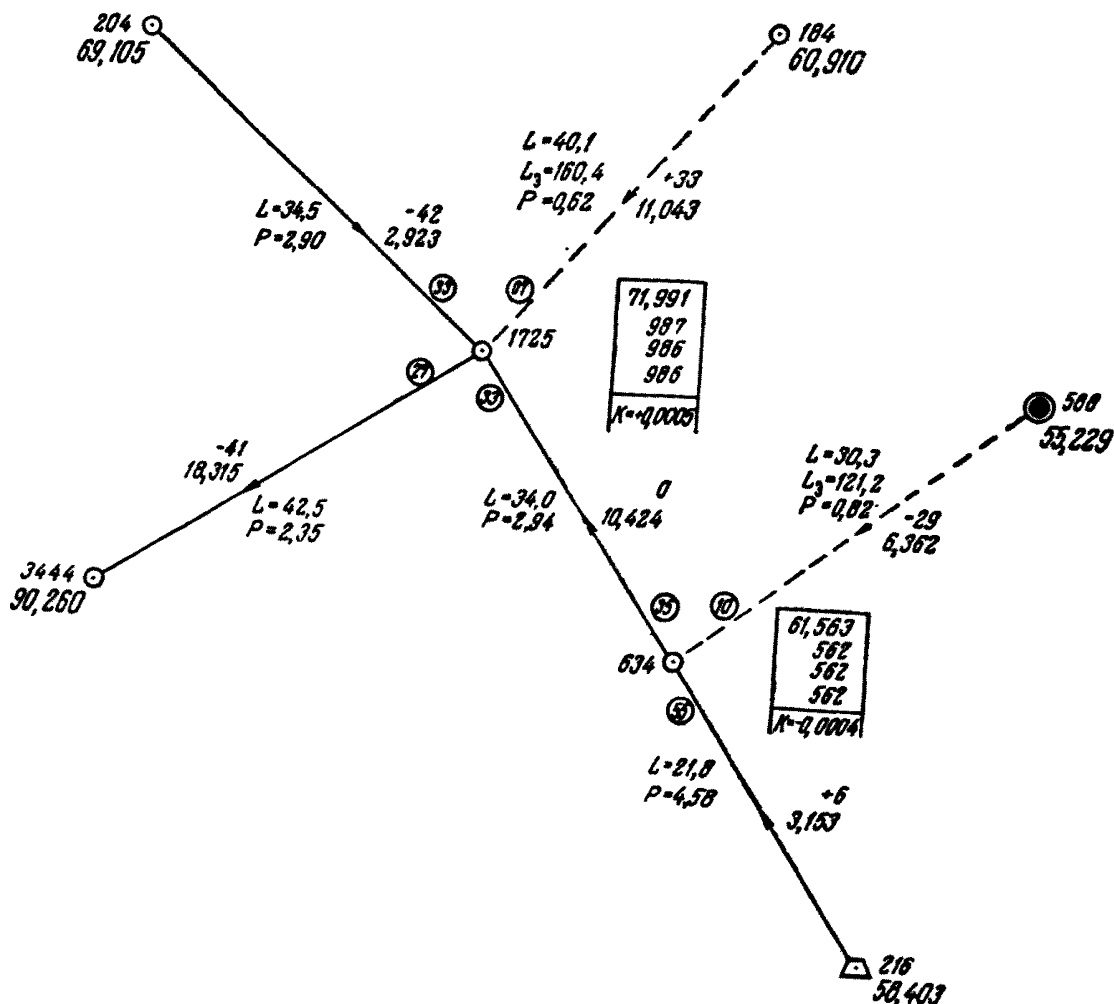 204
69,105
184
60,910
L=40,1
L₃=160,4
P=0,62
+33
11,043
L=34,5
P=2,90
-42
2,923
33
07
1725
71,991
987
986
986
K=+0,0005
27
33
588
55,229
-41
18,315
L=42,5
P=2,35
L=34,0
P=2,94
0
10,424
L=30,3
L₃=121,2
P=0,82
-29
6,362
3444
90,260
35
10
634
61,563
562
562
562
K=-0,0004
55
L=21,8
P=4,58
+6
3,153
216
58,403